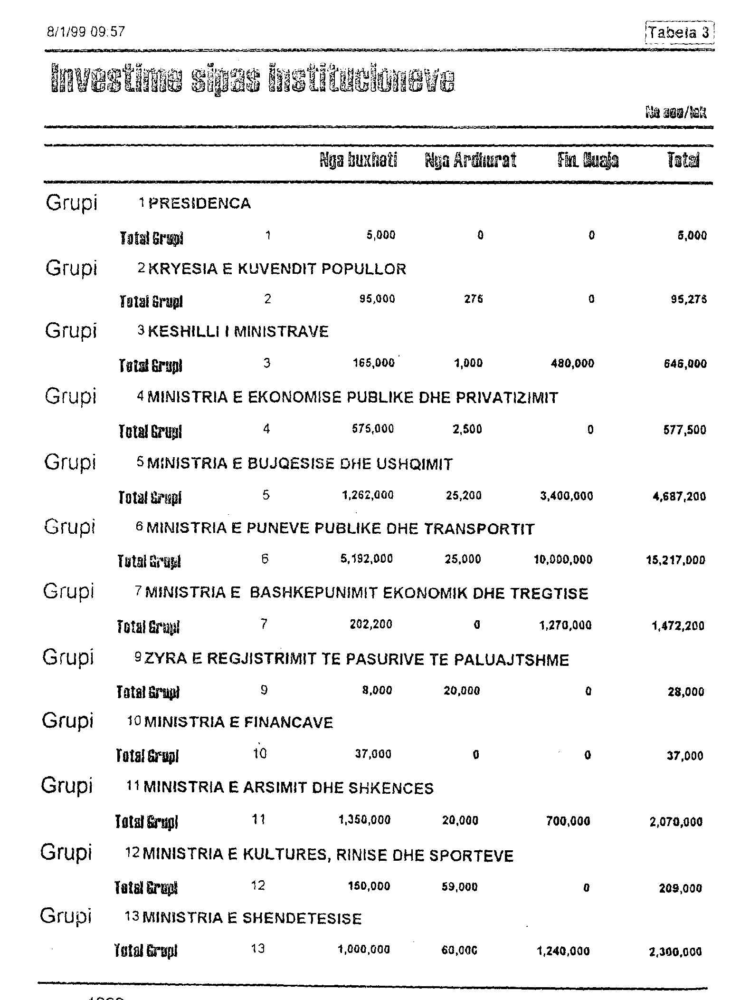 8/1/99 09:57
Tabela 3
Investime sipas institucioneve
Ne 000/lek
Nga buxheti Nga Ardhurat Fin. Huaja Total
Grupi 1 PRESIDENCA
Total Grupi 1 5,000 0 0 5,000
Grupi 2 KRYESIA E KUVENDIT POPULLOR
Total Grupi 2 95,000 275 0 95,275
Grupi 3 KESHILLI I MINISTRAVE
Total Grupi 3 165,000 1,000 480,000 646,000
Grupi 4 MINISTRIA E EKONOMISE PUBLIKE DHE PRIVATIZIMIT
Total Grupi 4 575,000 2,500 0 577,500
Grupi 5 MINISTRIA E BUJQESISE DHE USHQIMIT
Total Grupi 5 1,262,000 25,200 3,400,000 4,687,200
Grupi 6 MINISTRIA E PUNEVE PUBLIKE DHE TRANSPORTIT
Total Grupi 6 5,192,000 25,000 10,000,000 15,217,000
Grupi 7 MINISTRIA E BASHKEPUNIMIT EKONOMIK DHE TREGTISE
Total Grupi 7 202,200 0 1,270,000 1,472,200
Grupi 9 ZYRA E REGJISTRIMIT TE PASURIVE TE PALUAJTSHME
Total Grupi 9 8,000 20,000 0 28,000
Grupi 10 MINISTRIA E FINANCAVE
Total Grupi 10 37,000 0 0 37,000
Grupi 11 MINISTRIA E ARSIMIT DHE SHKENCES
Total Grupi 11 1,350,000 20,000 700,000 2,070,000
Grupi 12 MINISTRIA E KULTURES, RINISE DHE SPORTEVE
Total Grupi 12 150,000 59,000 0 209,000
Grupi 13 MINISTRIA E SHENDETESISE
Total Grupi 13 1,000,000 60,000 1,240,000 2,300,000